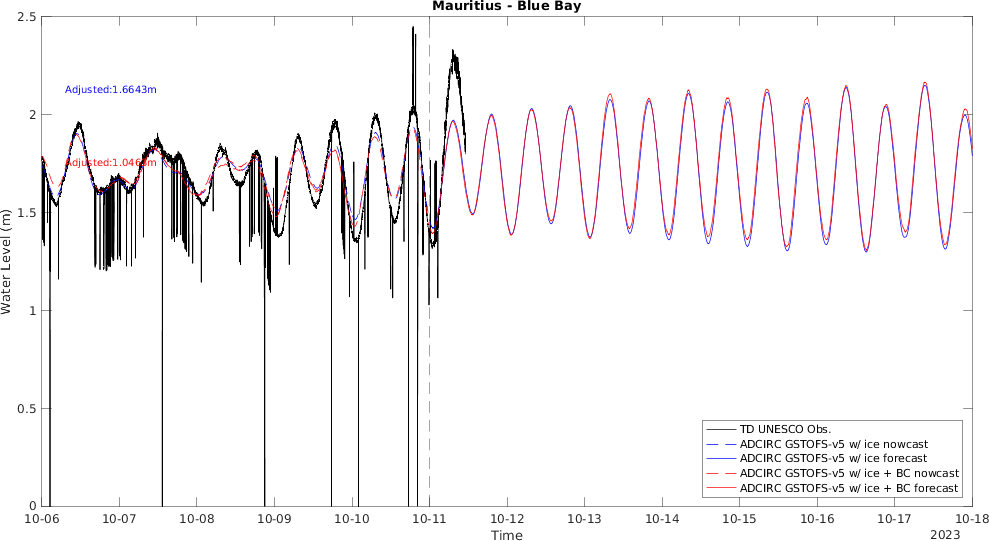 Mauritius - Blue Bay
2.5
2
1.5
1
0.5
0
Water Level (m)
Adjusted:1.6643m
Adjusted:1.0463m
TD UNESCO Obs.
ADCIRC GSTOFS-v5 w/ ice nowcast
ADCIRC GSTOFS-v5 w/ ice forecast
ADCIRC GSTOFS-v5 w/ ice + BC nowcast
ADCIRC GSTOFS-v5 w/ ice + BC forecast
10-06 10-07 10-08 10-09 10-10 10-11 10-12 10-13 10-14 10-15 10-16 10-17 10-18
Time
2023